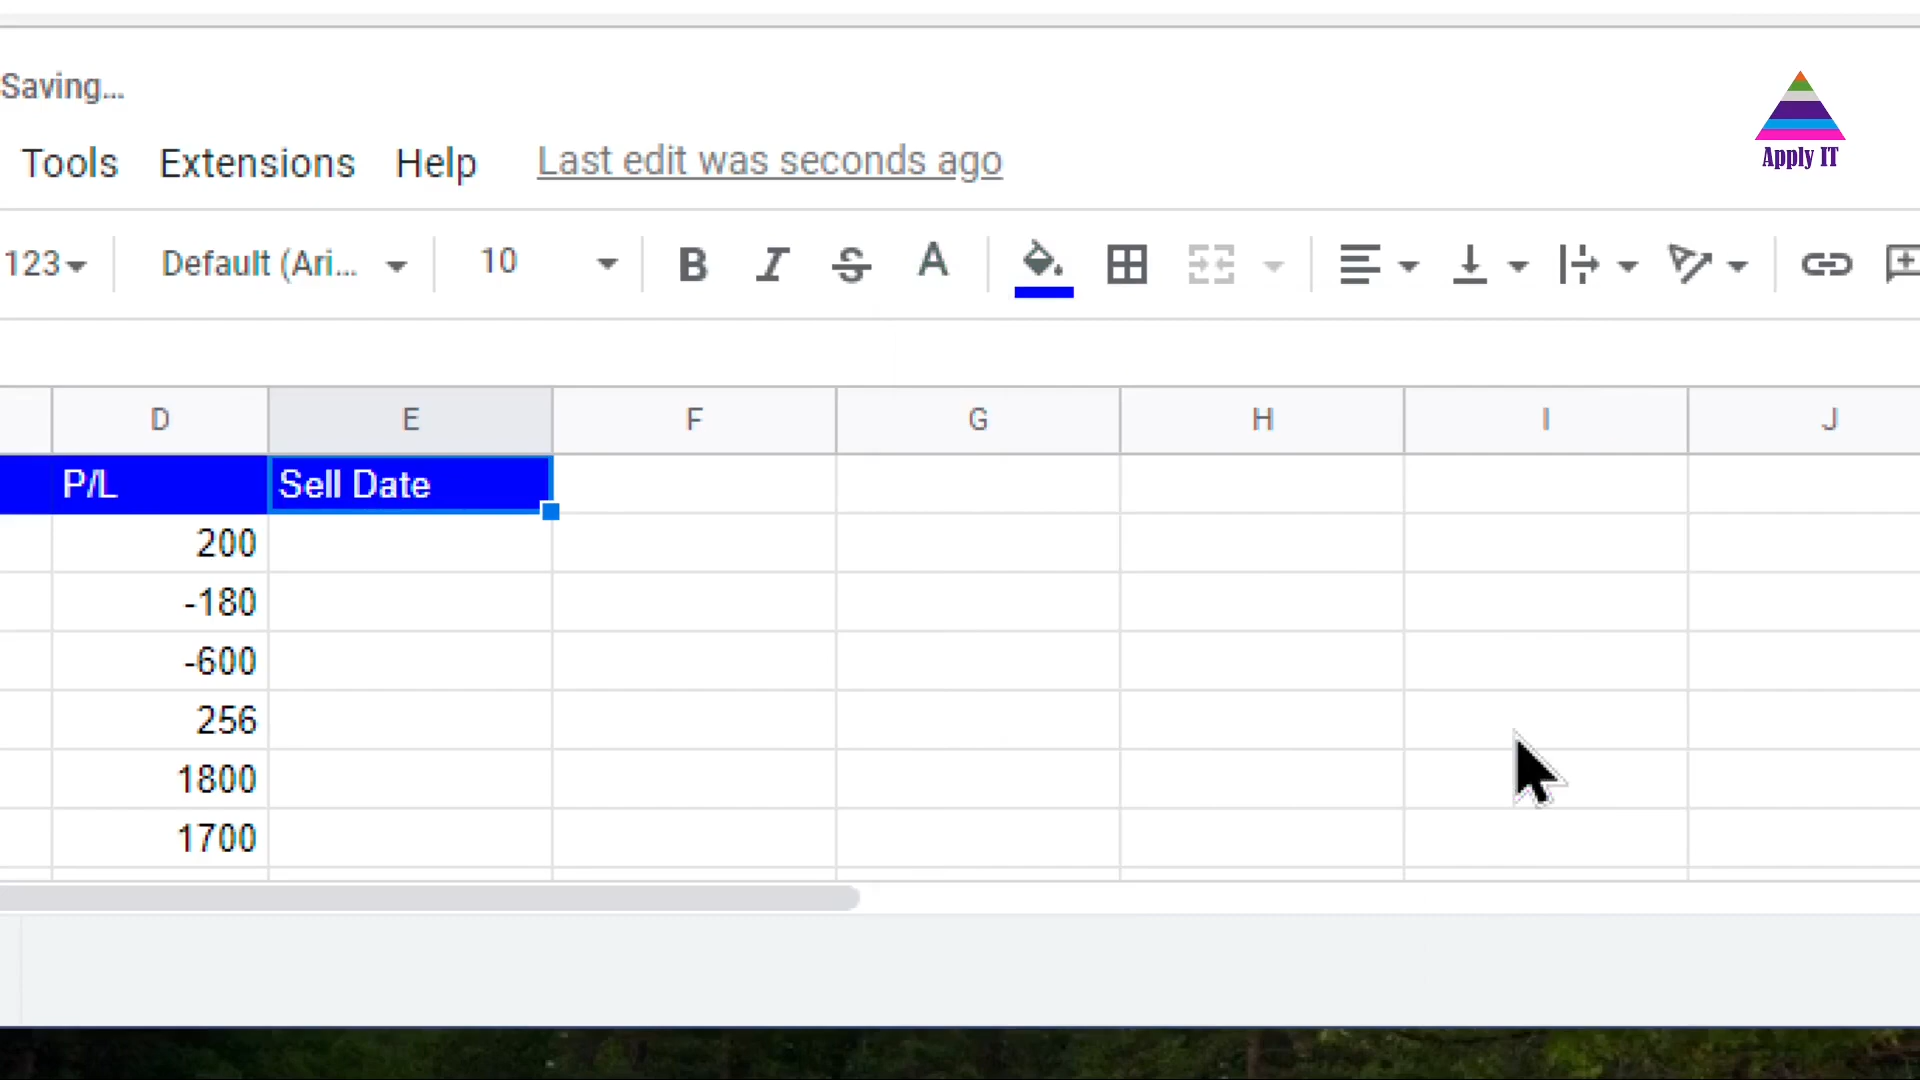 Saving...
Apply IT
Tools Extensions Help Last edit was seconds ago
123 Default (Ari... 10 B I S A
D E F G H I J
P/L Sell Date
200
-180
-600
256
1800
1700